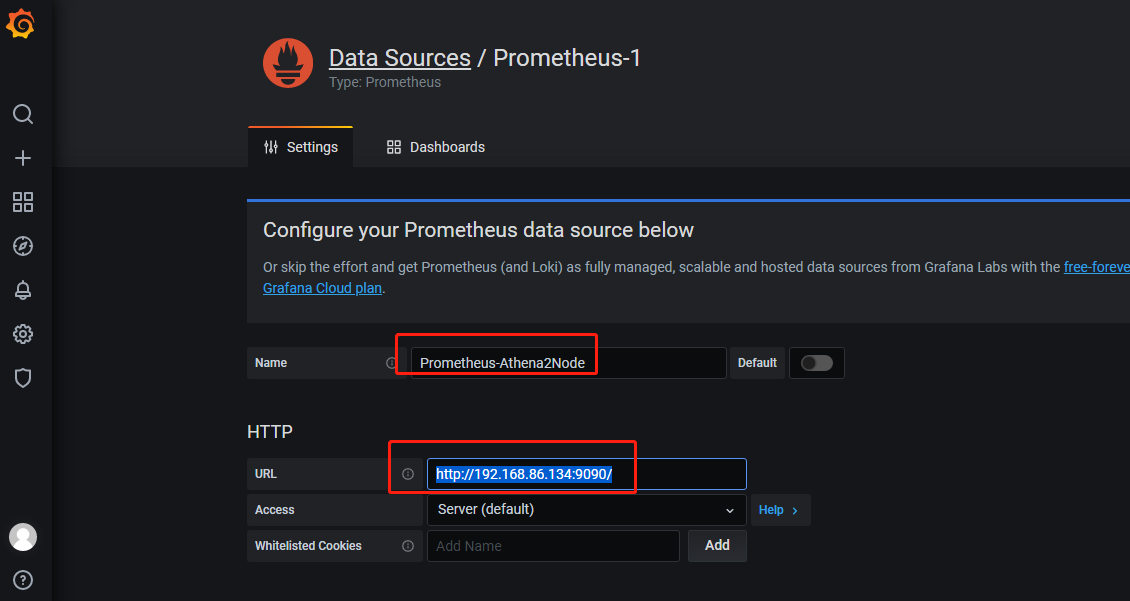 Data Sources / Prometheus-1
Type: Prometheus
Settings
Dashboards
Configure your Prometheus data source below
Or skip the effort and get Prometheus (and Loki) as fully managed, scalable and hosted data sources from Grafana Labs with the free-foreve
Grafana Cloud plan.
Name
Prometheus-Athena2Node
Default
HTTP
URL
http://192.168.86.134:9090/
Access
Server (default)
Help
Whitelisted Cookies
Add Name
Add